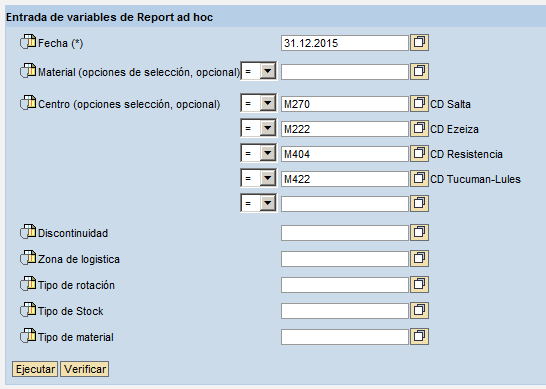 Entrada de variables de Report ad hoc
Fecha (*) 31.12.2015
Material (opciones de selección, opcional) =
Centro (opciones selección, opcional) = M270 CD Salta
= M222 CD Ezeiza
= M404 CD Resistencia
= M422 CD Tucuman-Lules
=
Discontinuidad
Zona de logistica
Tipo de rotación
Tipo de Stock
Tipo de material
Ejecutar Verificar